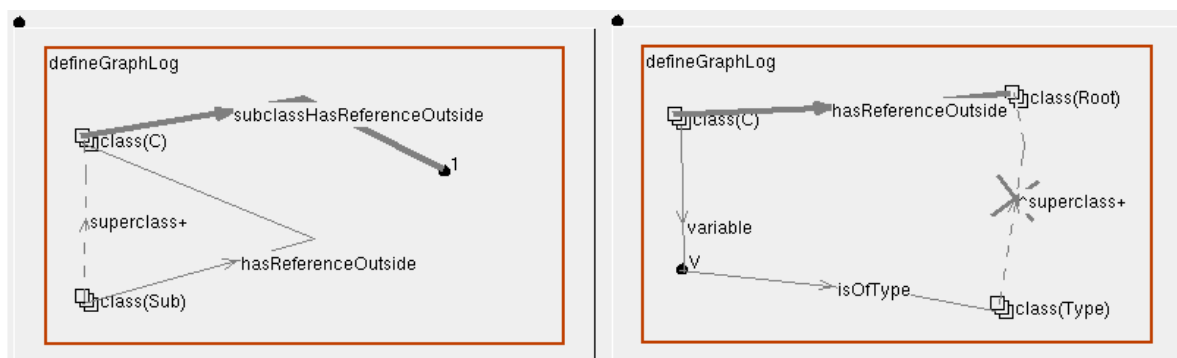 defineGraphLog
subclassHasReferenceOutside
class(C)
1
superclass+
hasReferenceOutside
class(Sub)
defineGraphLog
class(Root)
hasReferenceOutside
class(C)
^superclass+
variable
V
isOfType
class(Type)